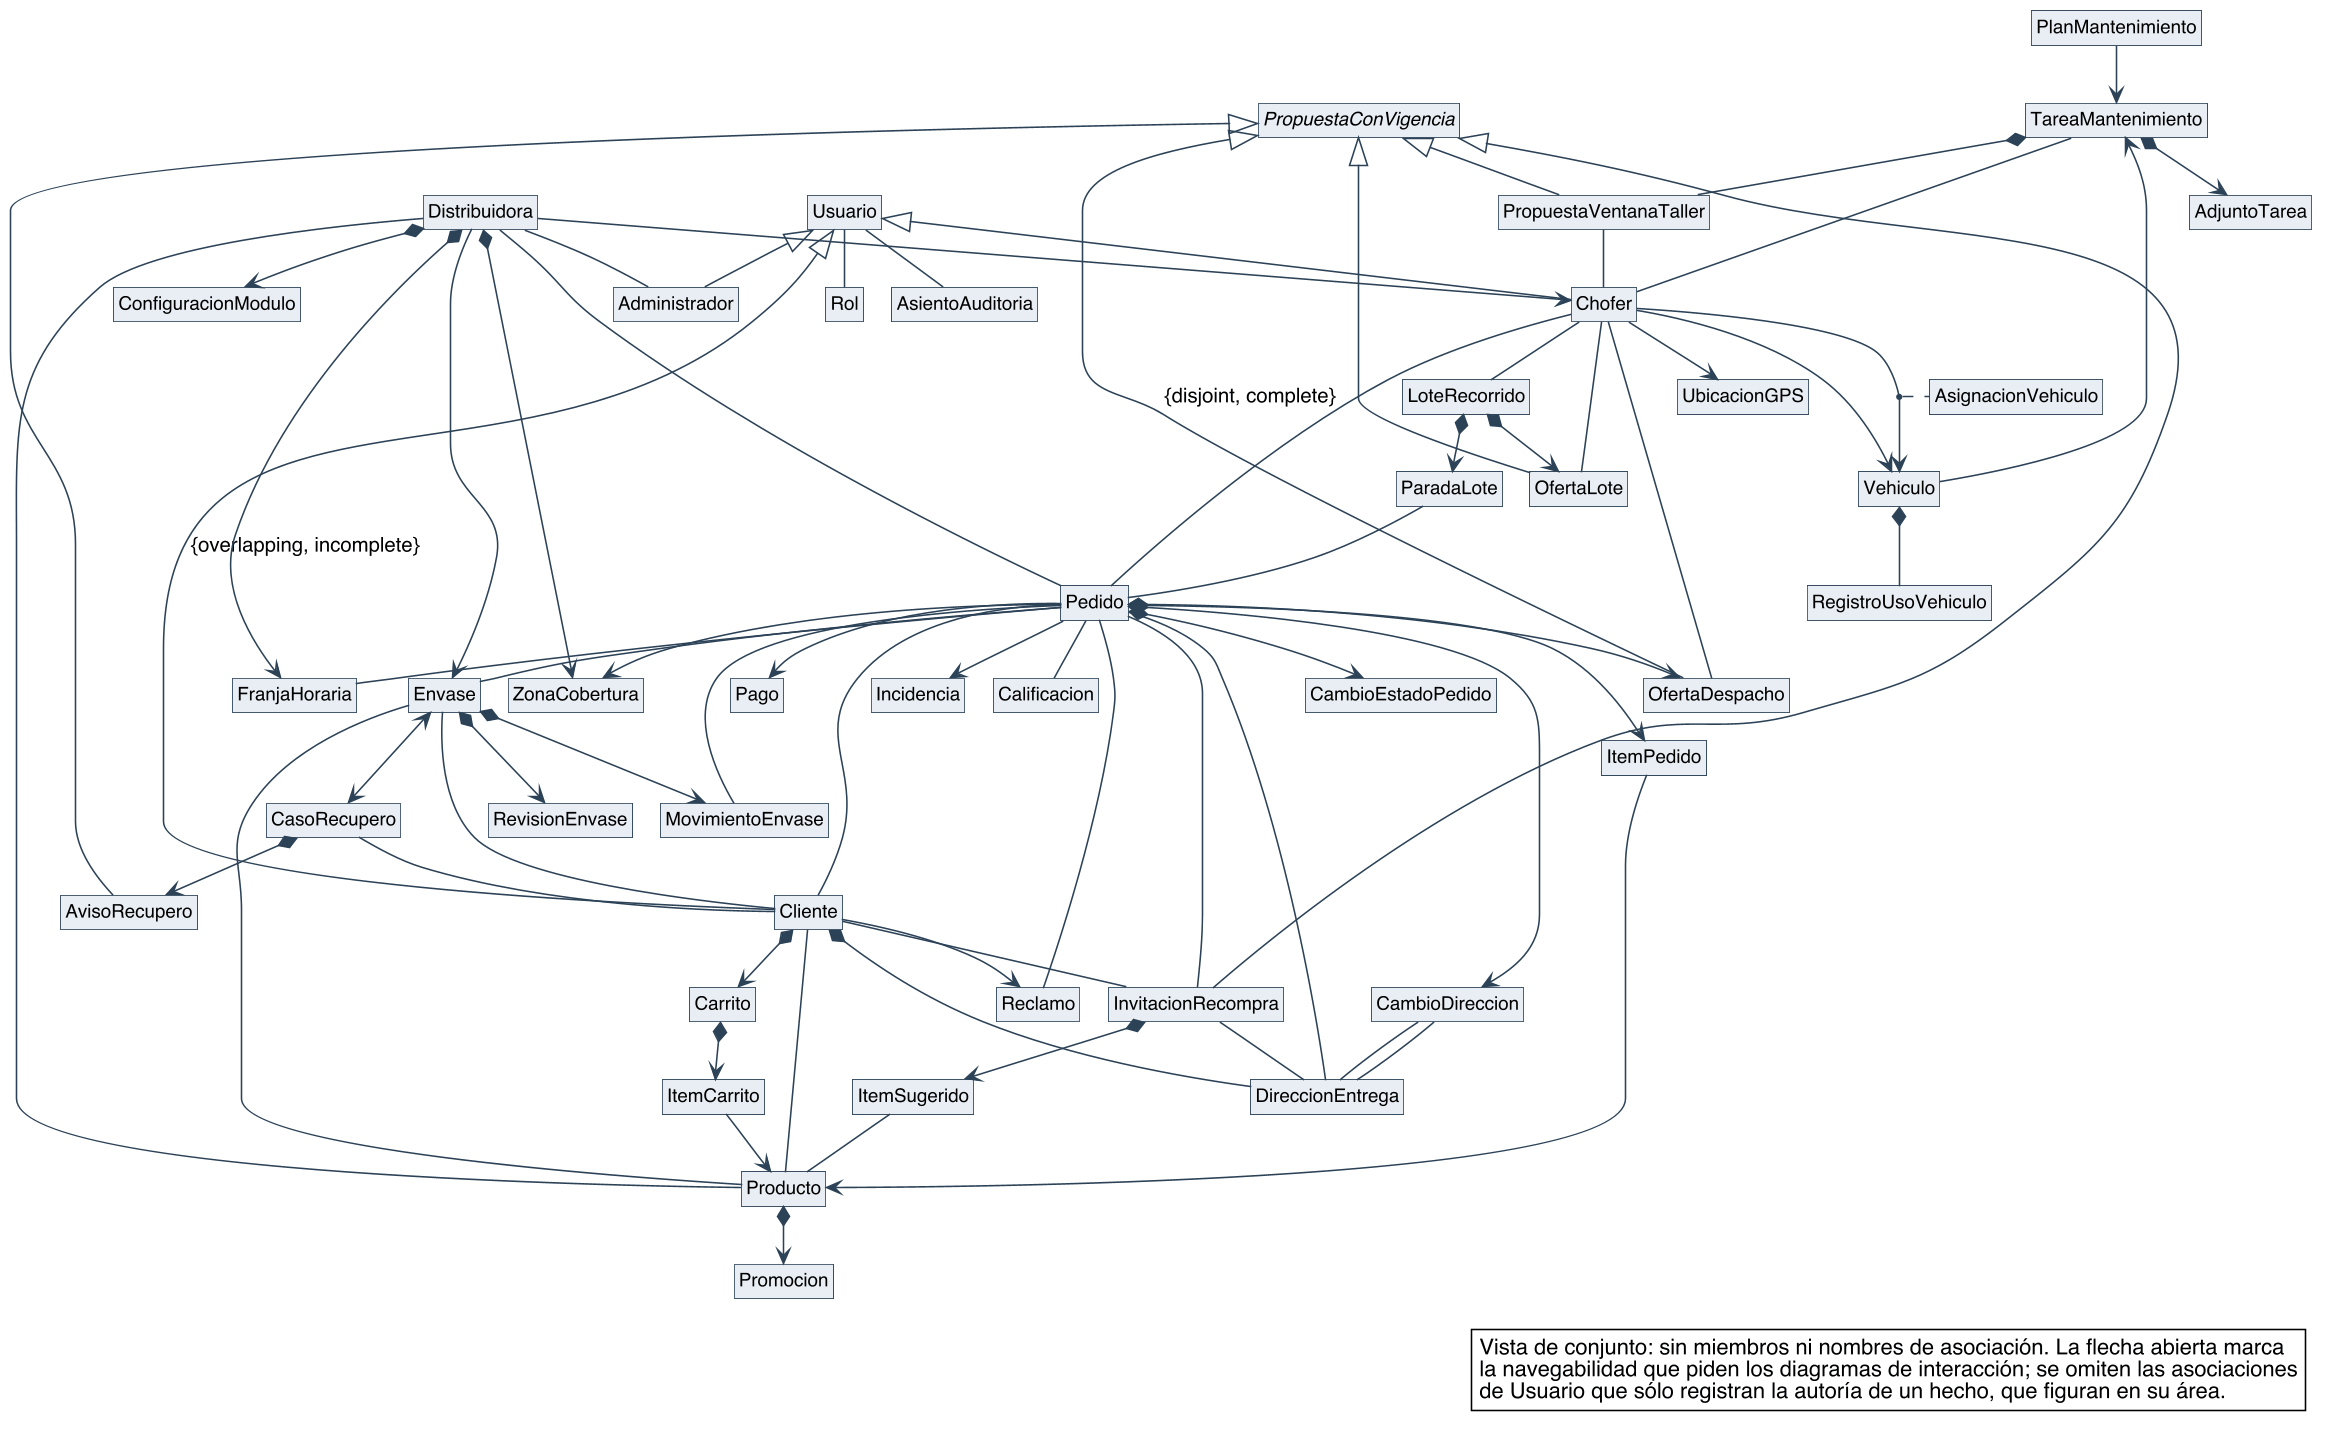 PlanMantenimiento
PropuestaConVigencia
TareaMantenimiento
Distribuidora
Usuario
PropuestaVentanaTaller
AdjuntoTarea
ConfiguracionModulo
Administrador
Rol
AsientoAuditoria
Chofer
{disjoint, complete}
LoteRecorrido
UbicacionGPS
AsignacionVehiculo
ParadaLote
OfertaLote
Vehiculo
{overlapping, incomplete}
Pedido
RegistroUsoVehiculo
FranjaHoraria
Envase
ZonaCobertura
Pago
Incidencia
Calificacion
CambioEstadoPedido
OfertaDespacho
ItemPedido
CasoRecupero
RevisionEnvase
MovimientoEnvase
AvisoRecupero
Cliente
Carrito
Reclamo
InvitacionRecompra
CambioDireccion
ItemCarrito
ItemSugerido
DireccionEntrega
Producto
Promocion
Vista de conjunto: sin miembros ni nombres de asociación. La flecha abierta marca
la navegabilidad que piden los diagramas de interacción; se omiten las asociaciones
de Usuario que sólo registran la autoría de un hecho, que figuran en su área.